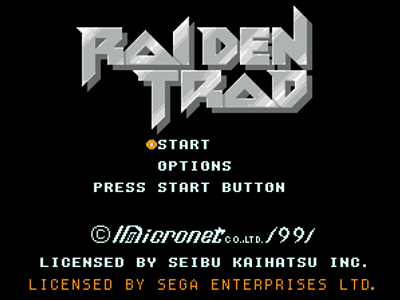 RAIDEN
TRAD
START
OPTIONS
PRESS START BUTTON
© Micronet CO.,LTD. 1991
LICENSED BY SEIBU KAIHATSU INC.
LICENSED BY SEGA ENTERPRISES LTD.